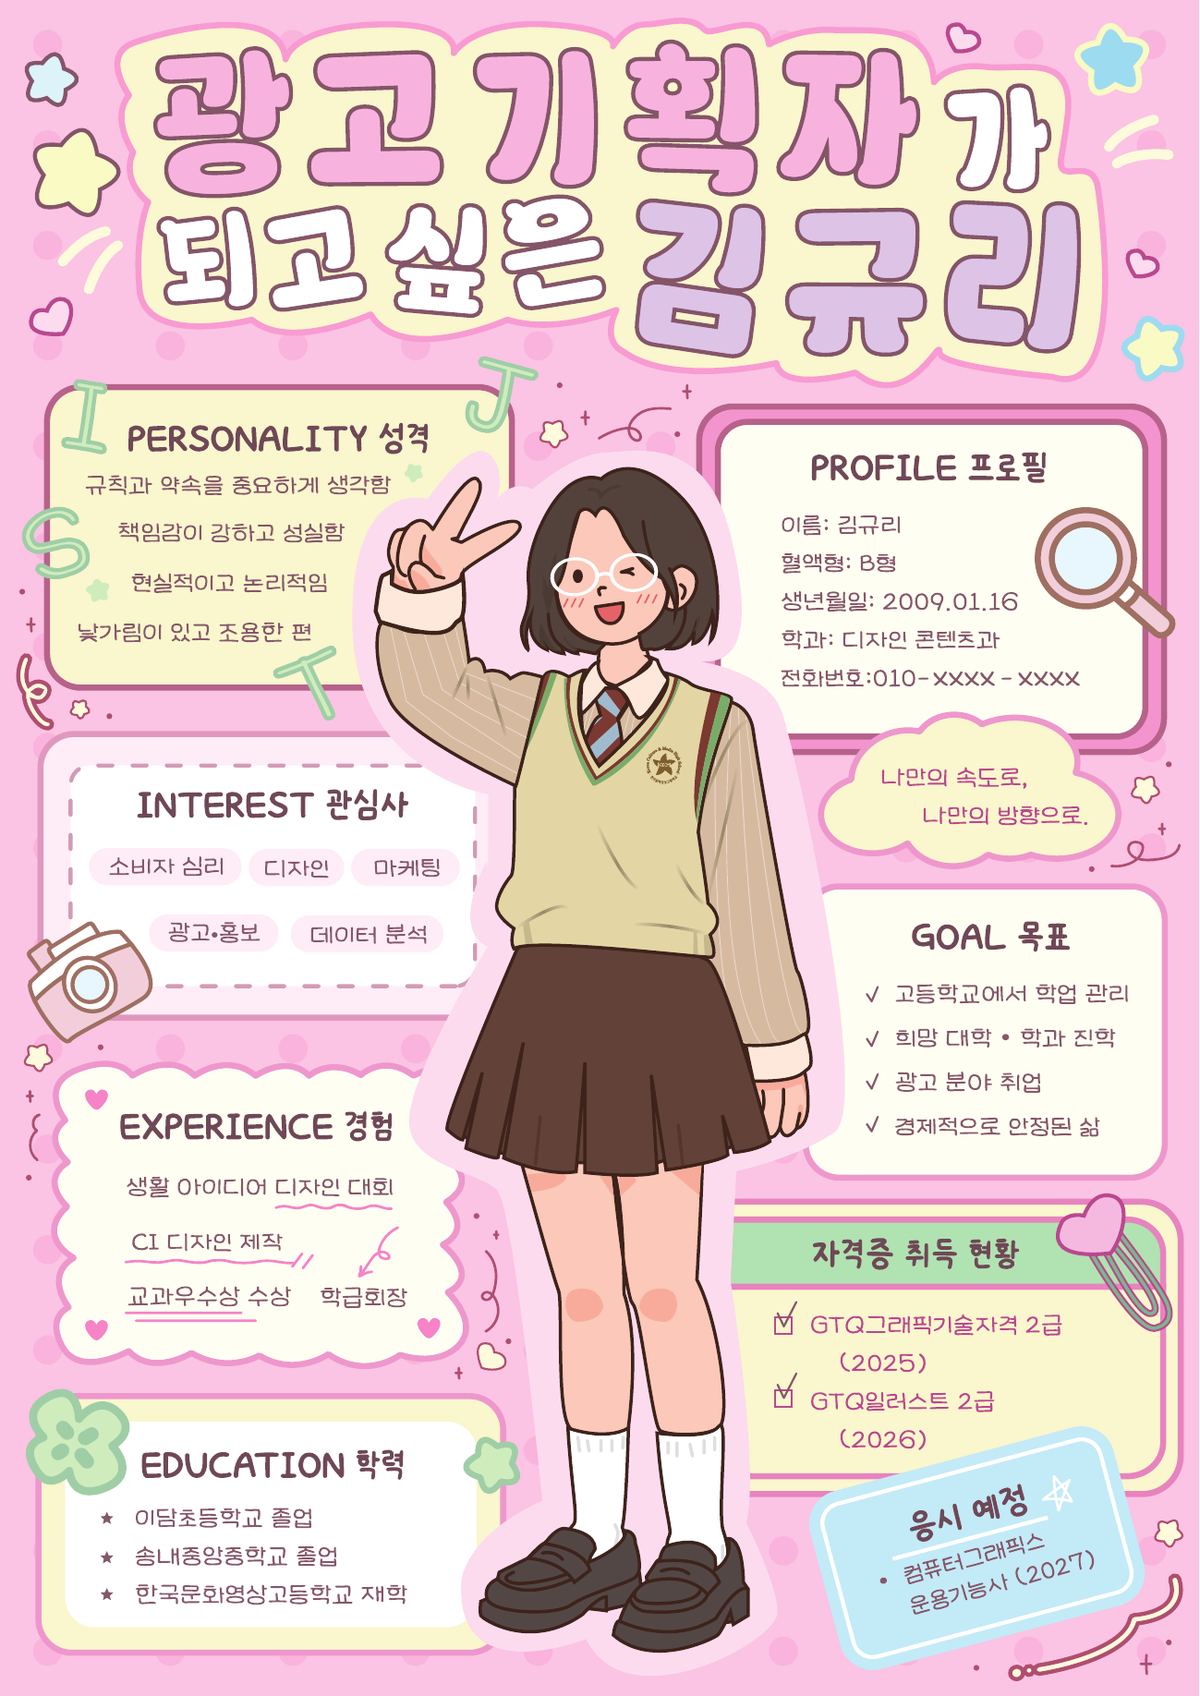 광고기획자가
되고싶은 김규리
I
J
S
T
PERSONALITY 성격
규칙과 약속을 중요하게 생각함
책임감이 강하고 성실함
현실적이고 논리적임
낯가림이 있고 조용한 편
PROFILE 프로필
이름: 김규리
혈액형: B형
생년월일: 2009.01.16
학과: 디자인 콘텐츠과
전화번호:010-xxxx-xxxx
나만의 속도로,
나만의 방향으로.
INTEREST 관심사
소비자 심리
디자인
마케팅
광고•홍보
데이터 분석
GOAL 목표
✓ 고등학교에서 학업 관리
✓ 희망 대학 • 학과 진학
✓ 광고 분야 취업
✓ 경제적으로 안정된 삶
EXPERIENCE 경험
생활 아이디어 디자인 대회
CI 디자인 제작
교과우수상 수상 학급회장
자격증 취득 현황
GTQ그래픽기술자격 2급
(2025)
GTQ일러스트 2급
(2026)
응시 예정
• 컴퓨터그래픽스
운용기능사 (2027)
EDUCATION 학력
★ 이담초등학교 졸업
★ 송내중앙중학교 졸업
★ 한국문화영상고등학교 재학